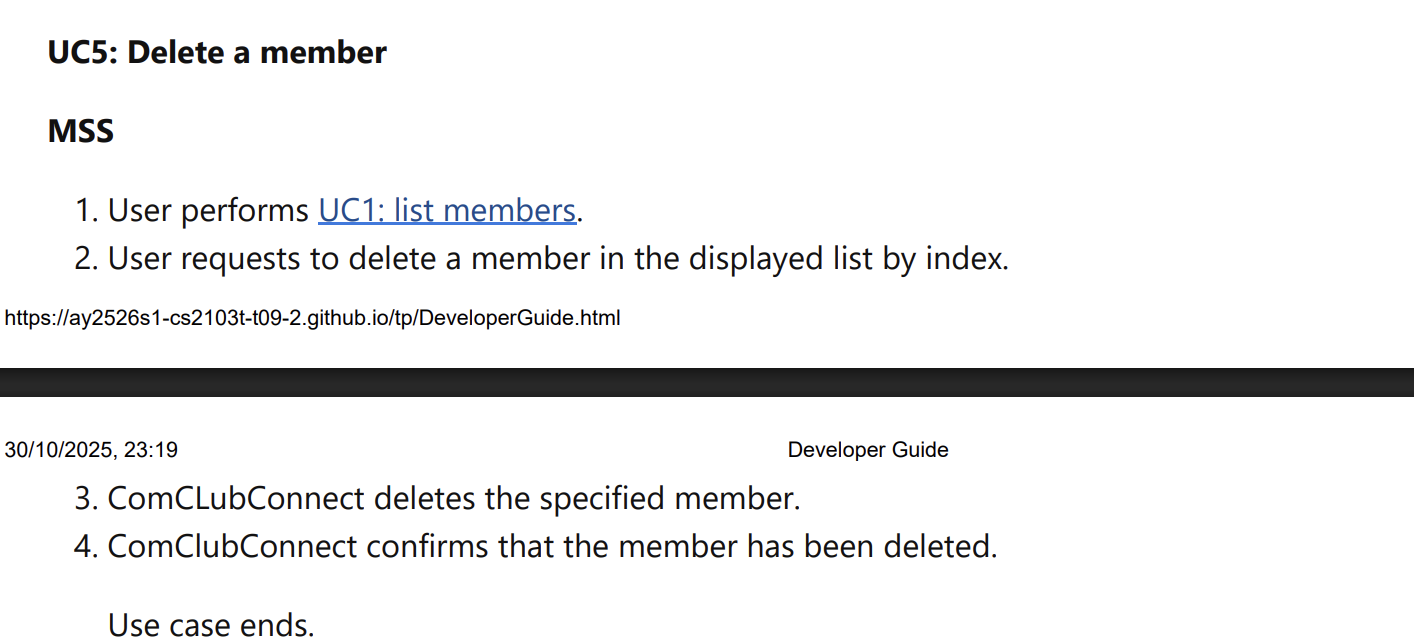 UC5: Delete a member
MSS
1. User performs UC1: list members.
2. User requests to delete a member in the displayed list by index.
https://ay2526s1-cs2103t-t09-2.github.io/tp/DeveloperGuide.html
30/10/2025, 23:19 Developer Guide
3. ComCLubConnect deletes the specified member.
4. ComClubConnect confirms that the member has been deleted.
Use case ends.